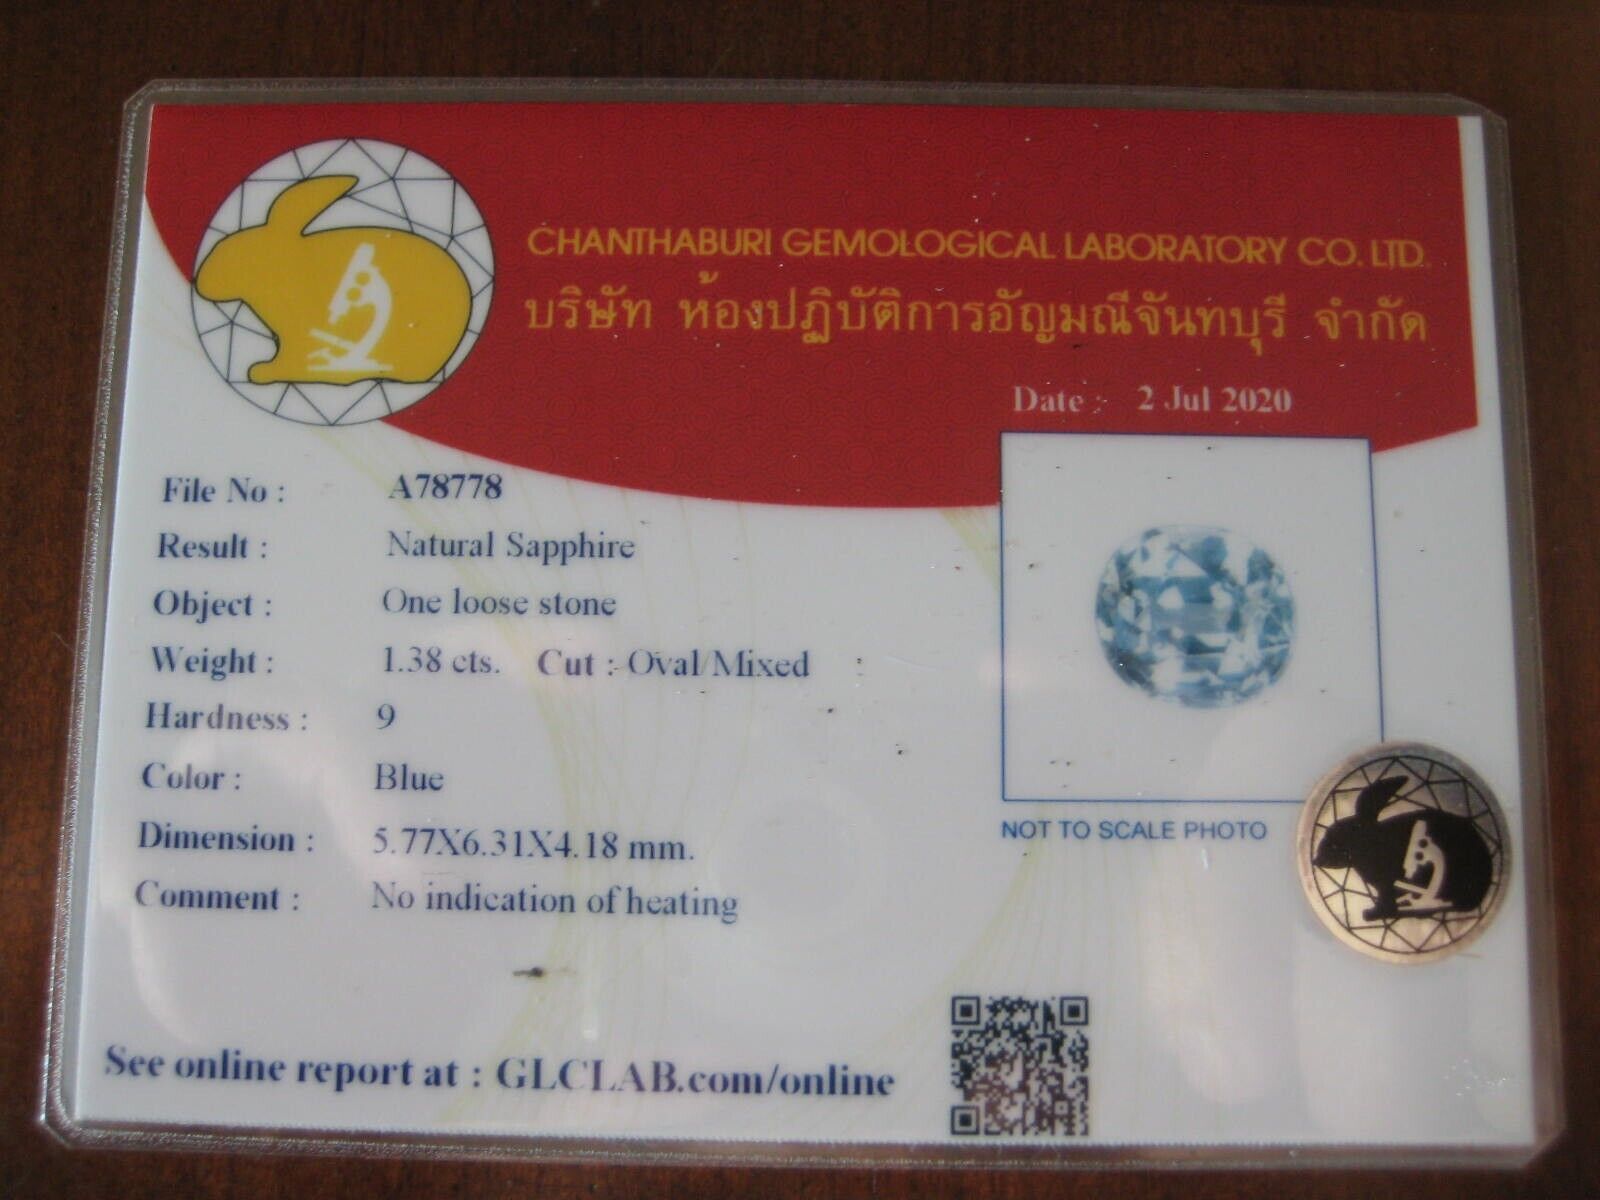 CHANTHABURI GEMOLOGICAL LABORATORY CO. LTD.
บริษัท ห้องปฏิบัติการอัญมณีจันทบุรี จำกัด
Date : 2 Jul 2020
File No : A78778
Result : Natural Sapphire
Object : One loose stone
Weight : 1.38 cts. Cut : Oval/Mixed
Hardness : 9
Color : Blue
Dimension : 5.77X6.31X4.18 mm.
Comment : No indication of heating
NOT TO SCALE PHOTO
See online report at : GLCLAB.com/online